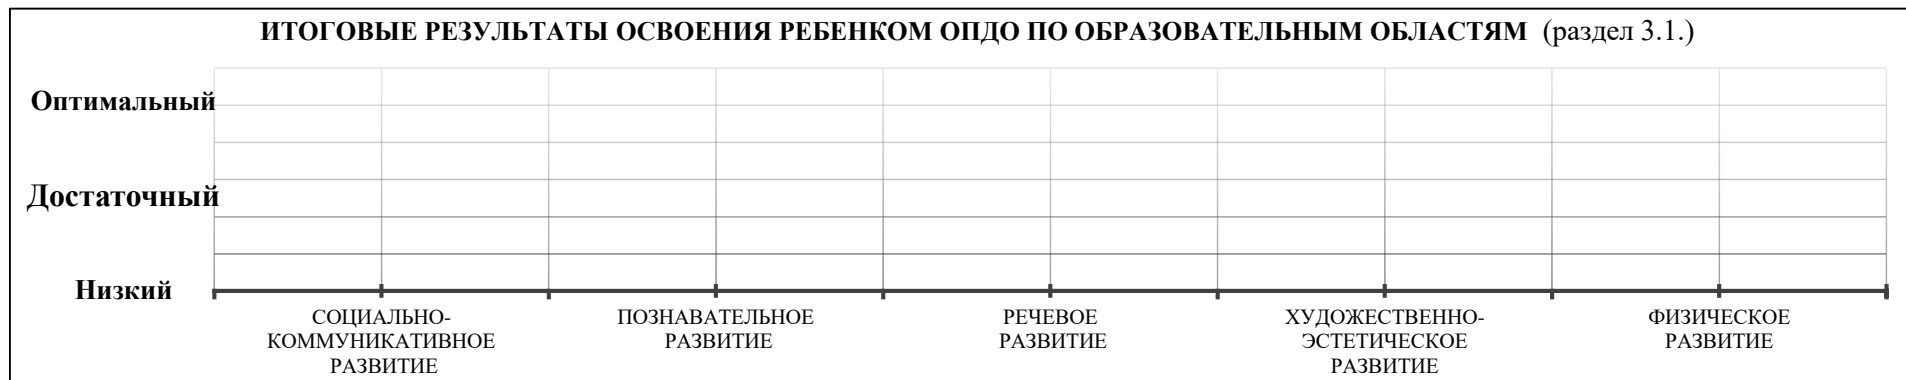 ИТОГОВЫЕ РЕЗУЛЬТАТЫ ОСВОЕНИЯ РЕБЕНКОМ ОПДО ПО ОБРАЗОВАТЕЛЬНЫМ ОБЛАСТЯМ (раздел 3.1.)
Оптимальный
Достаточный
Низкий
СОЦИАЛЬНО-
КОММУНИКАТИВНОЕ
РАЗВИТИЕ
ПОЗНАВАТЕЛЬНОЕ
РАЗВИТИЕ
РЕЧЕВОЕ
РАЗВИТИЕ
ХУДОЖЕСТВЕННО-
ЭСТЕТИЧЕСКОЕ
РАЗВИТИЕ
ФИЗИЧЕСКОЕ
РАЗВИТИЕ